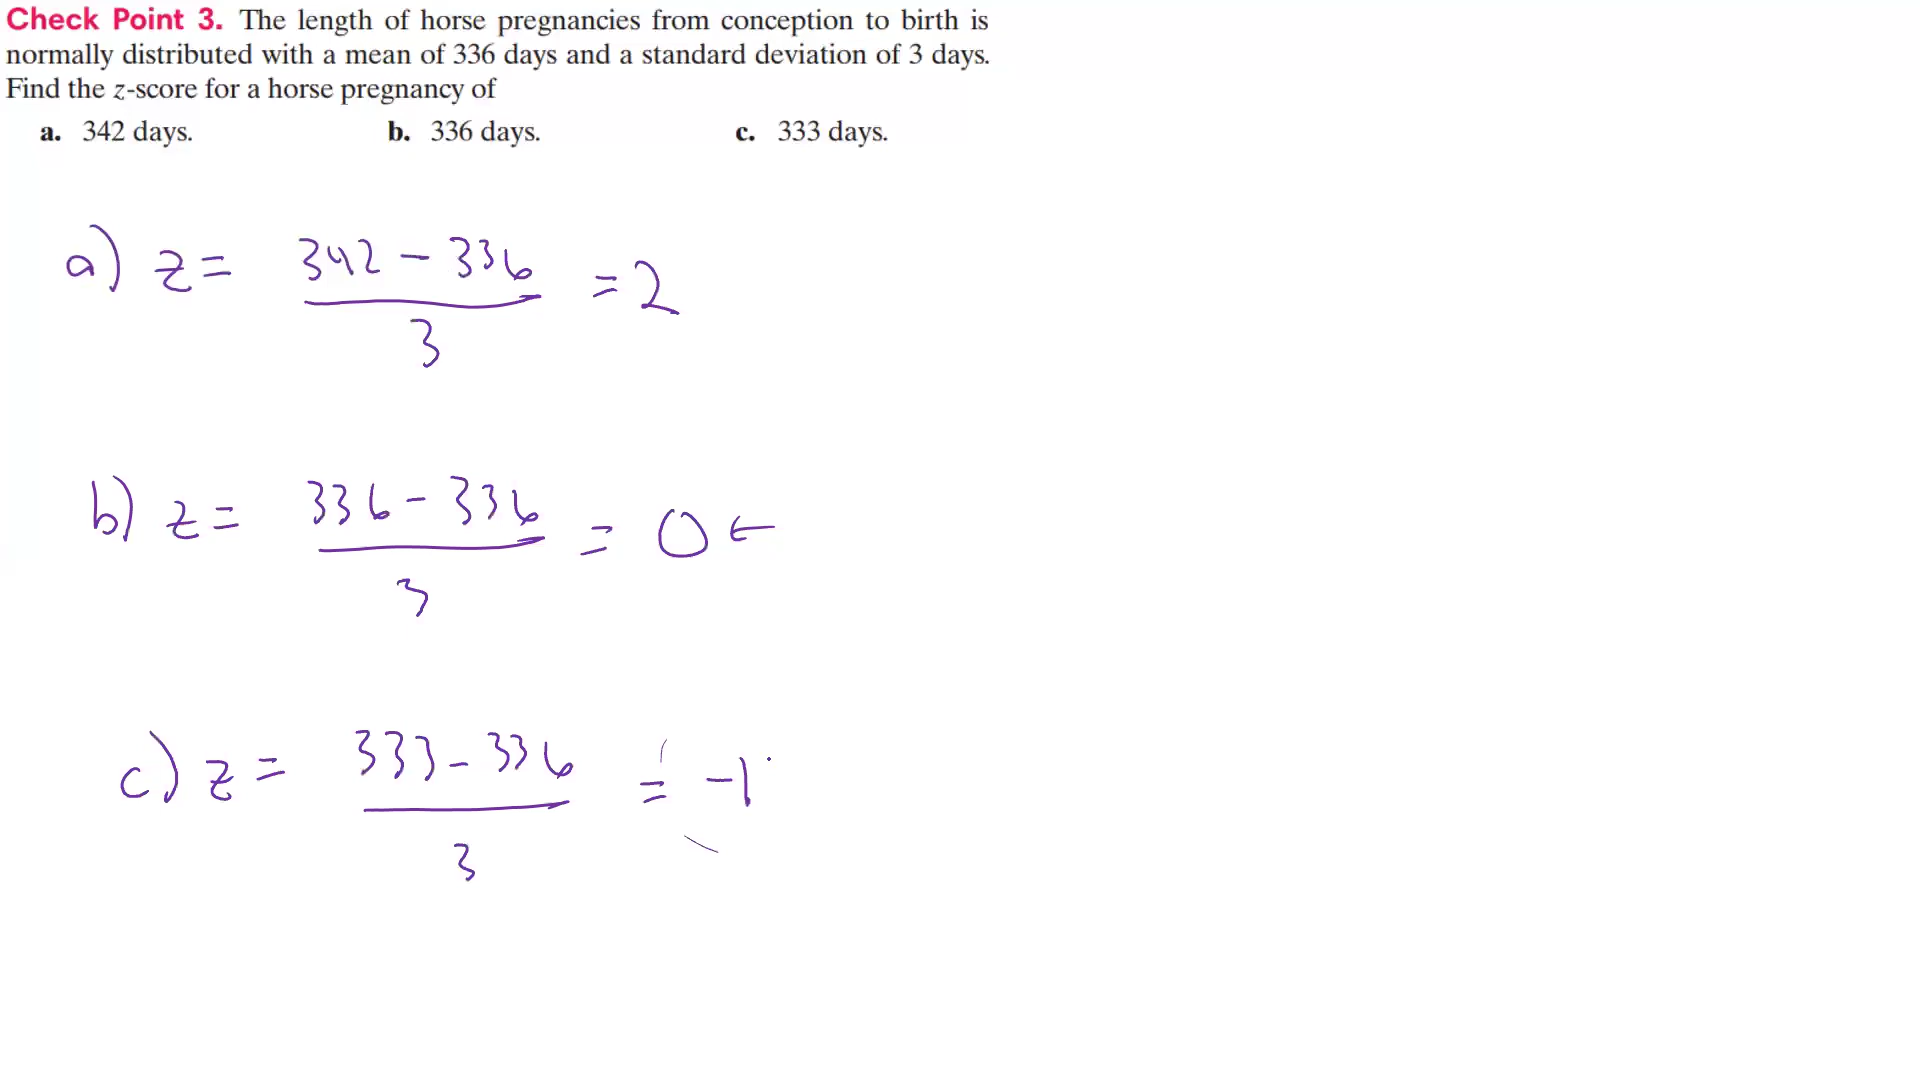 Check Point 3. The length of horse pregnancies from conception to birth is
normally distributed with a mean of 336 days and a standard deviation of 3 days.
Find the z-score for a horse pregnancy of
a. 342 days. b. 336 days. c. 333 days.
a) z = 342 - 336 = 2
3
b) z = 336 - 336 = 0 ←
3
c) z = 333 - 336 = -1
3